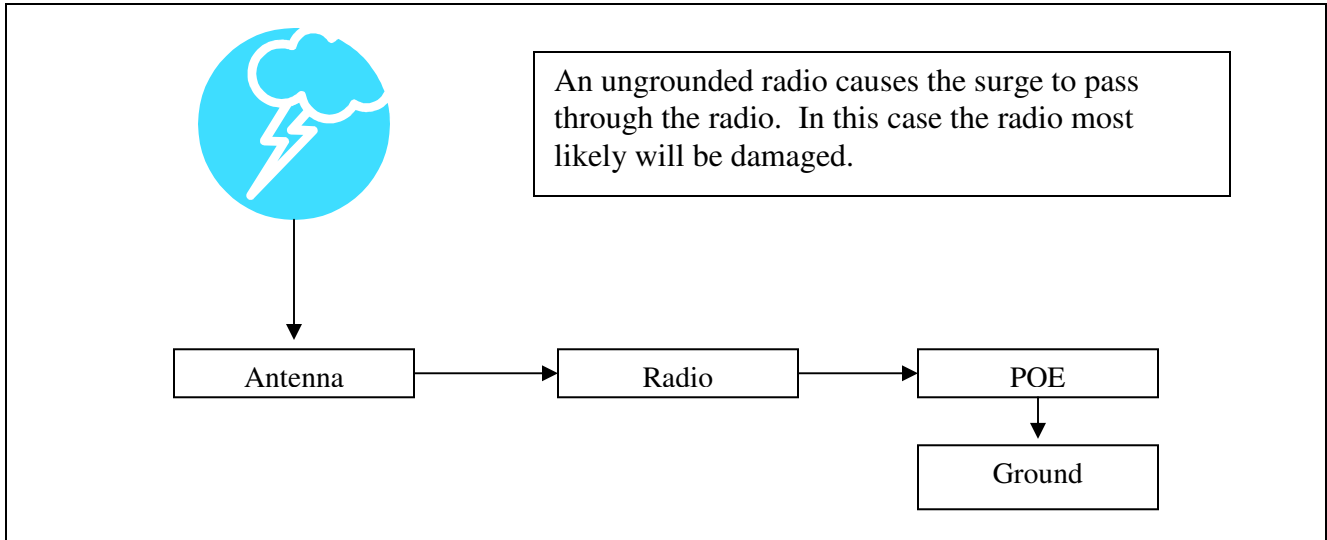 An ungrounded radio causes the surge to pass
through the radio.  In this case the radio most
likely will be damaged.
Antenna
Radio
POE
Ground